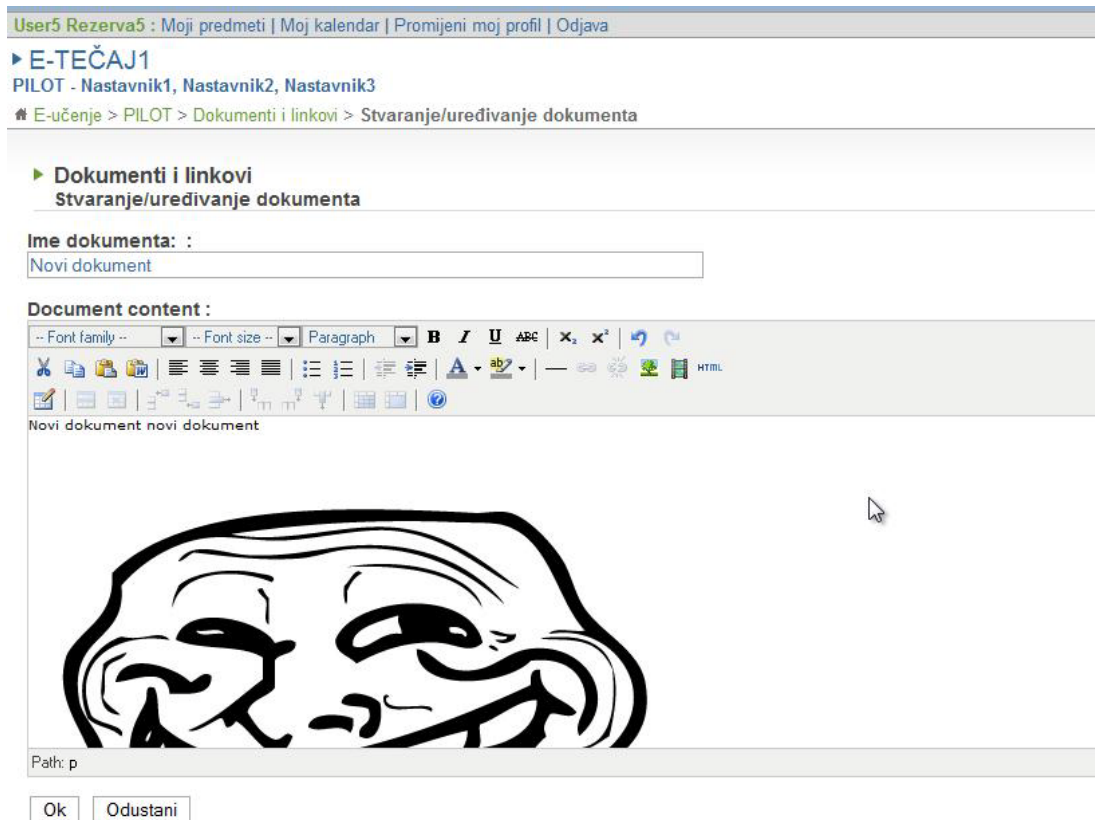 User5 Rezerva5 : Moji predmeti | Moj kalendar | Promijeni moj profil | Odjava
E-TEČAJ1
PILOT - Nastavnik1, Nastavnik2, Nastavnik3
E-učenje > PILOT > Dokumenti i linkovi > Stvaranje/uređivanje dokumenta
Dokumenti i linkovi
Stvaranje/uređivanje dokumenta
Ime dokumenta: :
Novi dokument
Document content :
-- Font family -- -- Font size -- Paragraph B I U ABC x₂ x²
A ab HTML
Novi dokument novi dokument
Path: p
Ok Odustani